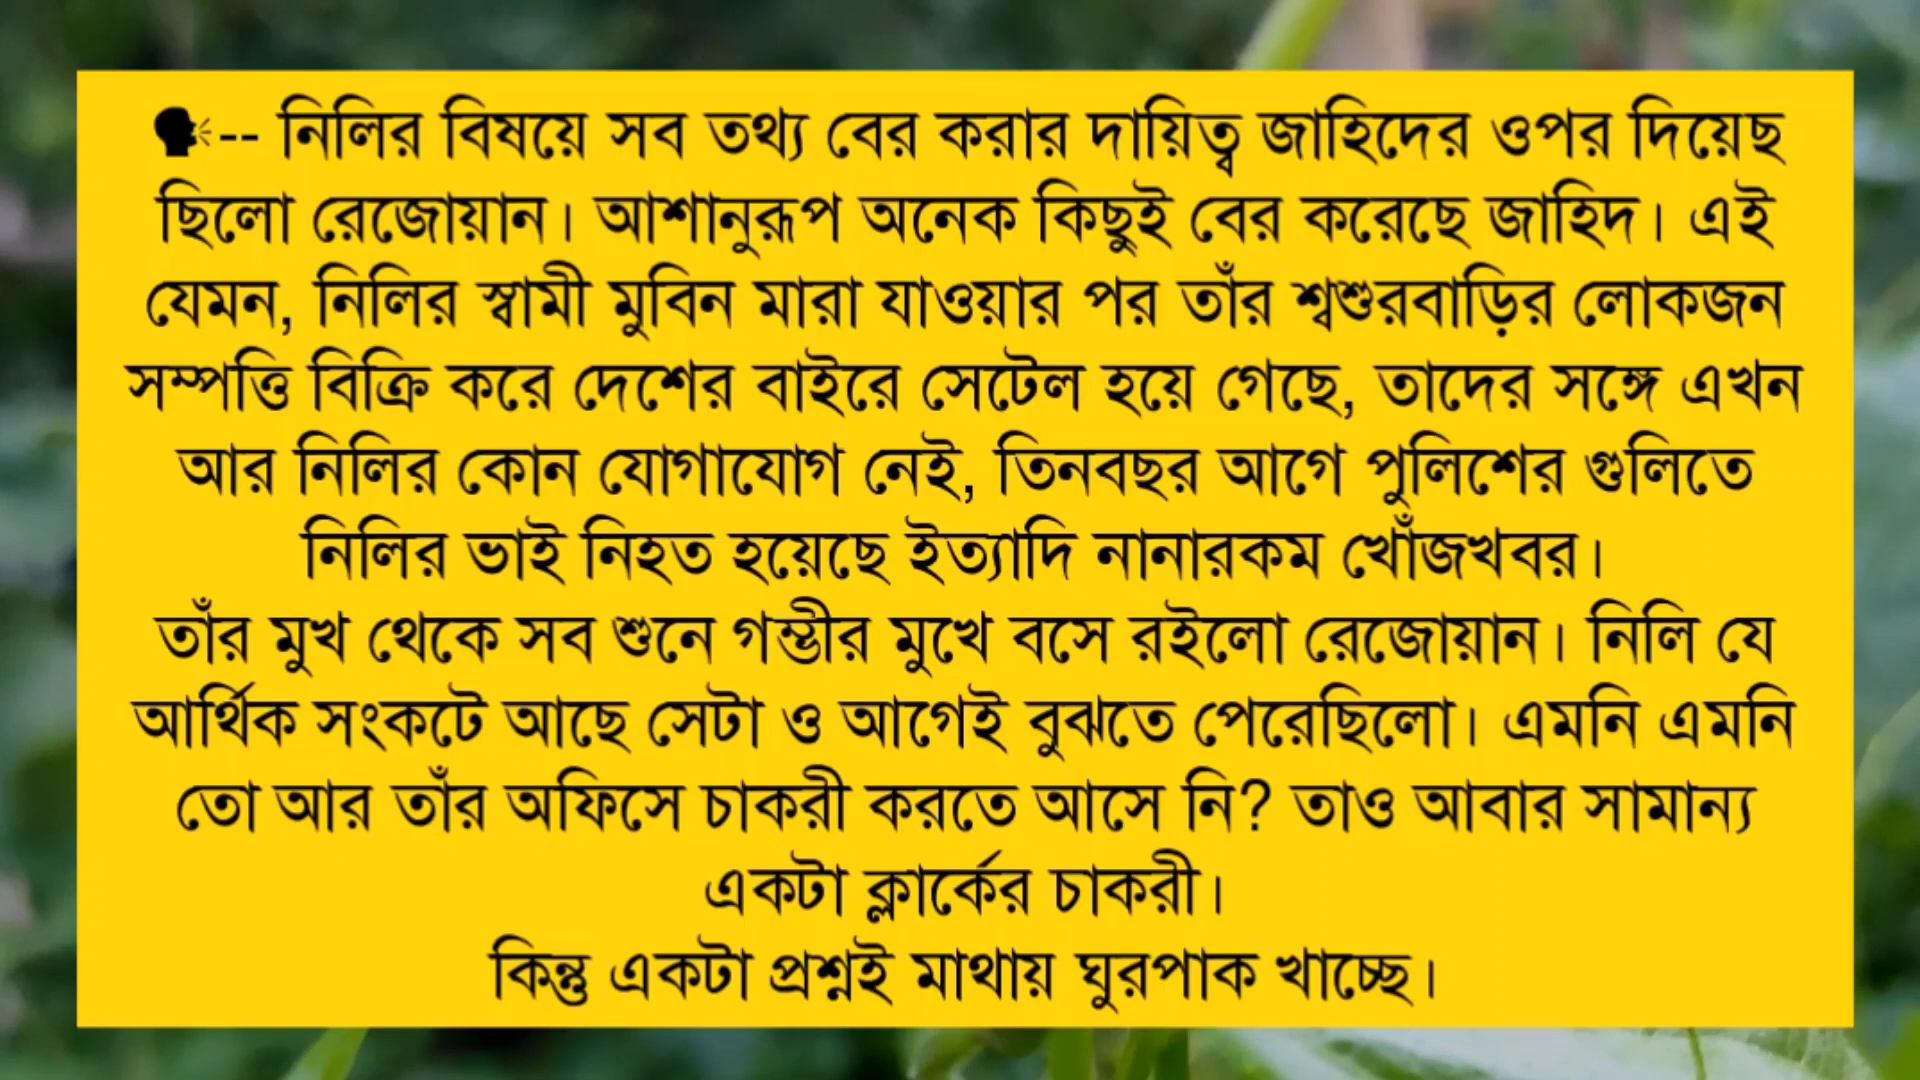 🗣-- নিলির বিষয়ে সব তথ্য বের করার দায়িত্ব জাহিদের ওপর দিয়েছ
ছিলো রেজোয়ান। আশানুরূপ অনেক কিছুই বের করেছে জাহিদ। এই
যেমন, নিলির স্বামী মুবিন মারা যাওয়ার পর তাঁর শ্বশুরবাড়ির লোকজন
সম্পত্তি বিক্রি করে দেশের বাইরে সেটেল হয়ে গেছে, তাদের সঙ্গে এখন
আর নিলির কোন যোগাযোগ নেই, তিনবছর আগে পুলিশের গুলিতে
নিলির ভাই নিহত হয়েছে ইত্যাদি নানারকম খোঁজখবর।
তাঁর মুখ থেকে সব শুনে গম্ভীর মুখে বসে রইলো রেজোয়ান। নিলি যে
আর্থিক সংকটে আছে সেটা ও আগেই বুঝতে পেরেছিলো। এমনি এমনি
তো আর তাঁর অফিসে চাকরী করতে আসে নি? তাও আবার সামান্য
একটা ক্লার্কের চাকরী।
কিন্তু একটা প্রশ্নই মাথায় ঘুরপাক খাচ্ছে।